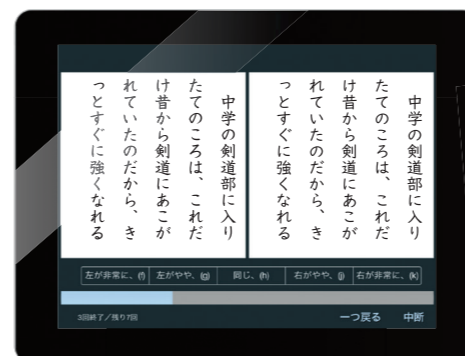 中学の剣道部に入り
たてのころは、これだ
け昔から剣道にあこが
れていたのだから、き
っとすぐに強くなれる
中学の剣道部に入り
たてのころは、これだ
け昔から剣道にあこが
れていたのだから、き
っとすぐに強くなれる
左が非常に、(f) 左がやや、(g) 同じ、(h) 右がやや、(j) 右が非常に、(k)
3回終了/残り7回 一つ戻る 中断